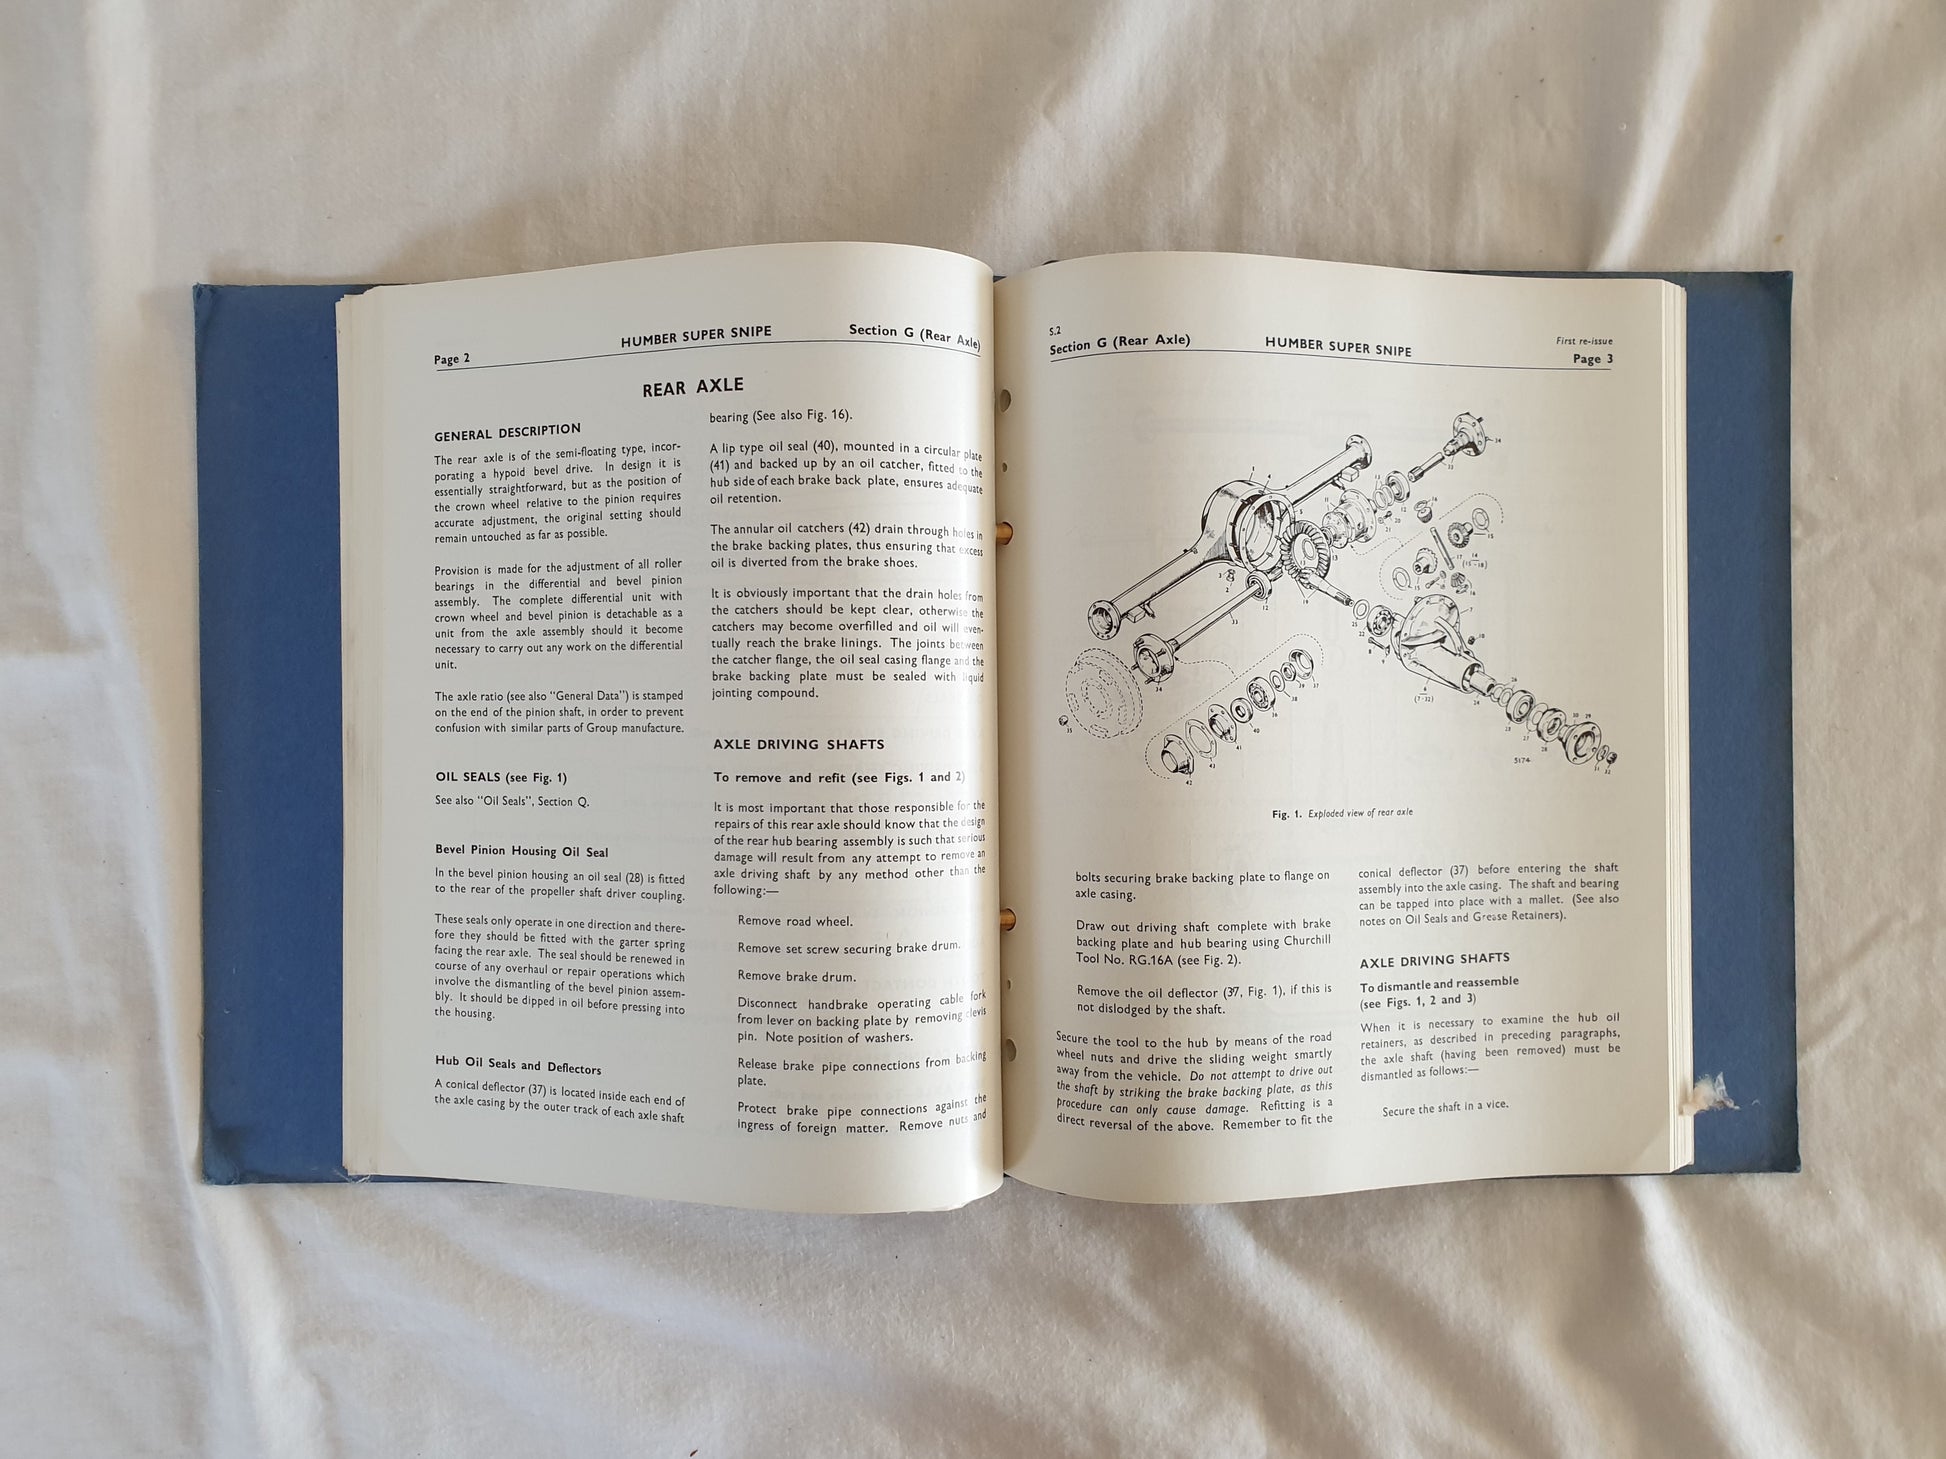 Page 2
HUMBER SUPER SNIPE
Section G (Rear Axle)
REAR AXLE
GENERAL DESCRIPTION
The rear axle is of the semi-floating type, incor-
porating a hypoid bevel drive. In design it is
essentially straightforward, but as the position of
the crown wheel relative to the pinion requires
accurate adjustment, the original setting should
remain untouched as far as possible.
Provision is made for the adjustment of all roller
bearings in the differential and bevel pinion
assembly. The complete differential unit with
crown wheel and bevel pinion is detachable as a
unit from the axle assembly should it become
necessary to carry out any work on the differential
unit.
The axle ratio (see also "General Data") is stamped
on the end of the pinion shaft, in order to prevent
confusion with similar parts of Group manufacture.
OIL SEALS (see Fig. 1)
See also "Oil Seals", Section Q.
Bevel Pinion Housing Oil Seal
In the bevel pinion housing an oil seal (28) is fitted
to the rear of the propeller shaft driver coupling.
These seals only operate in one direction and there-
fore they should be fitted with the garter spring
facing the rear axle. The seal should be renewed in
course of any overhaul or repair operations which
involve the dismantling of the bevel pinion assem-
bly. It should be dipped in oil before pressing into
the housing.
Hub Oil Seals and Deflectors
A conical deflector (37) is located inside each end of
the axle casing by the outer track of each axle shaft
bearing (See also Fig. 16).
A lip type oil seal (40), mounted in a circular plate
(41) and backed up by an oil catcher, fitted to the
hub side of each brake back plate, ensures adequate
oil retention.
The annular oil catchers (42) drain through holes in
the brake backing plates, thus ensuring that excess
oil is diverted from the brake shoes.
It is obviously important that the drain holes from
the catchers should be kept clear, otherwise the
catchers may become overfilled and oil will even-
tually reach the brake linings. The joints between
the catcher flange, the oil seal casing flange and the
brake backing plate must be sealed with liquid
jointing compound.
AXLE DRIVING SHAFTS
To remove and refit (see Figs. 1 and 2)
It is most important that those responsible for the
repairs of this rear axle should know that the design
of the rear hub bearing assembly is such that serious
damage will result from any attempt to remove an
axle driving shaft by any method other than the
following:—
Remove road wheel.
Remove set screw securing brake drum.
Remove brake drum.
Disconnect handbrake operating cable fork
from lever on backing plate by removing clevis
pin. Note position of washers.
Release brake pipe connections from backing
plate.
Protect brake pipe connections against the
ingress of foreign matter. Remove nuts and
S.2
Section G (Rear Axle)
HUMBER SUPER SNIPE
First re-issue
Page 3
5174
Fig. 1. Exploded view of rear axle
bolts securing brake backing plate to flange on
axle casing.
Draw out driving shaft complete with brake
backing plate and hub bearing using Churchill
Tool No. RG.16A (see Fig. 2).
Remove the oil deflector (37, Fig. 1), if this is
not dislodged by the shaft.
Secure the tool to the hub by means of the road
wheel nuts and drive the sliding weight smartly
away from the vehicle. Do not attempt to drive out
the shaft by striking the brake backing plate, as this
procedure can only cause damage. Refitting is a
direct reversal of the above. Remember to fit the
conical deflector (37) before entering the shaft
assembly into the axle casing. The shaft and bearing
can be tapped into place with a mallet. (See also
notes on Oil Seals and Grease Retainers).
AXLE DRIVING SHAFTS
To dismantle and reassemble
(see Figs. 1, 2 and 3)
When it is necessary to examine the hub oil
retainers, as described in preceding paragraphs,
the axle shaft (having been removed) must be
dismantled as follows:—
Secure the shaft in a vice.